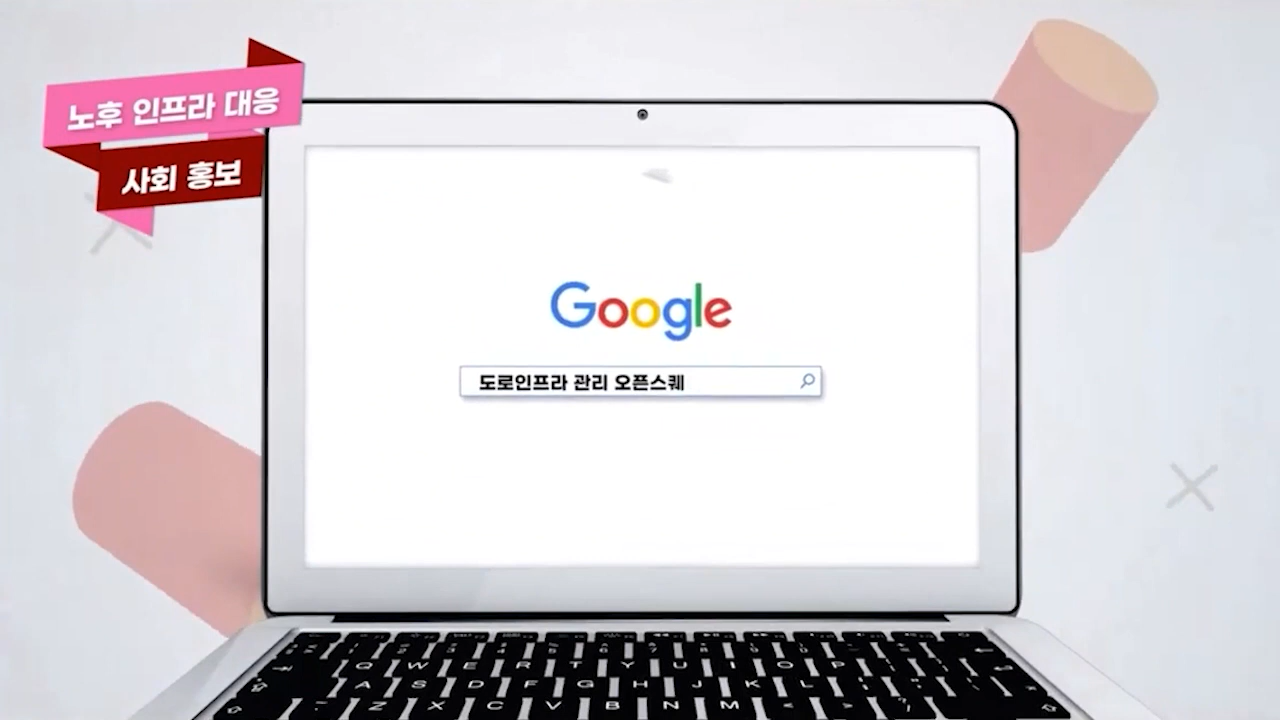 노후 인프라 대응
사회 홍보
Google
도로인프라 관리 오픈스퀘
Q W E R T Y U I O P
A S D F G H J K L
Z X C V B N M